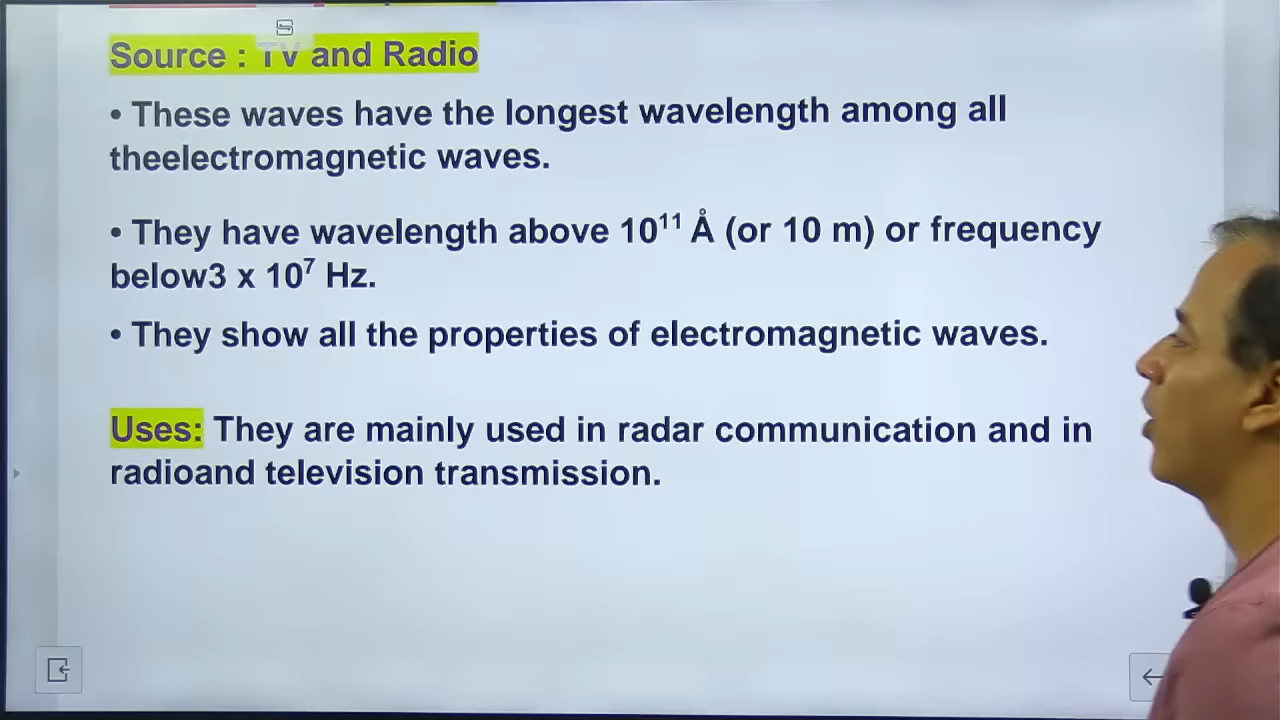 Source : TV and Radio
• These waves have the longest wavelength among all
theelectromagnetic waves.
• They have wavelength above 10¹¹ Å (or 10 m) or frequency
below3 x 10⁷ Hz.
• They show all the properties of electromagnetic waves.
Uses: They are mainly used in radar communication and in
radioand television transmission.